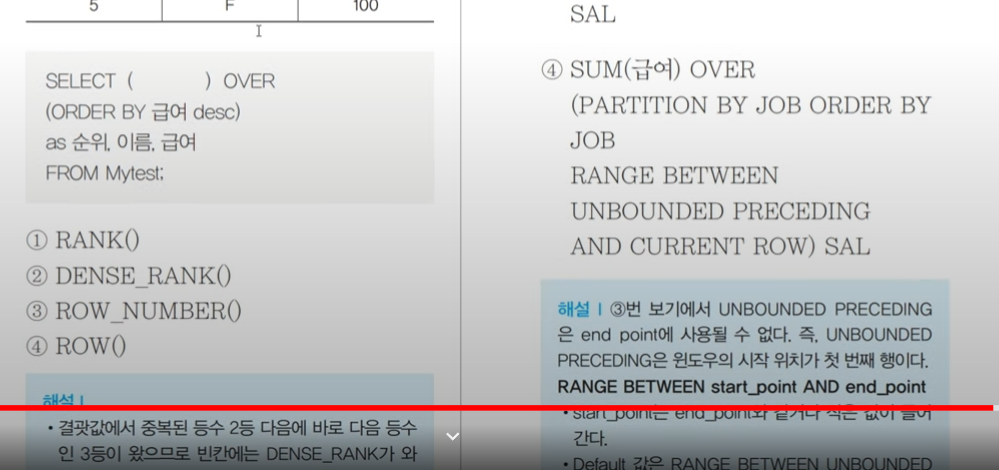 5 F 100
SELECT ( ) OVER
(ORDER BY 급여 desc)
as 순위, 이름, 급여
FROM Mytest;
① RANK()
② DENSE_RANK()
③ ROW_NUMBER()
④ ROW()
해설 |
• 결괏값에서 중복된 등수 2등 다음에 바로 다음 등수
인 3등이 왔으므로 빈칸에는 DENSE_RANK가 와
SAL
④ SUM(급여) OVER
(PARTITION BY JOB ORDER BY
JOB
RANGE BETWEEN
UNBOUNDED PRECEDING
AND CURRENT ROW) SAL
해설 | ③번 보기에서 UNBOUNDED PRECEDING
은 end point에 사용될 수 없다. 즉, UNBOUNDED
PRECEDING은 윈도우의 시작 위치가 첫 번째 행이다.
RANGE BETWEEN start_point AND end_point
• start_point는 end_point와 같거나 작은 값이 들어
간다.
• Default 값은 RANGE BETWEEN UNBOUNDED